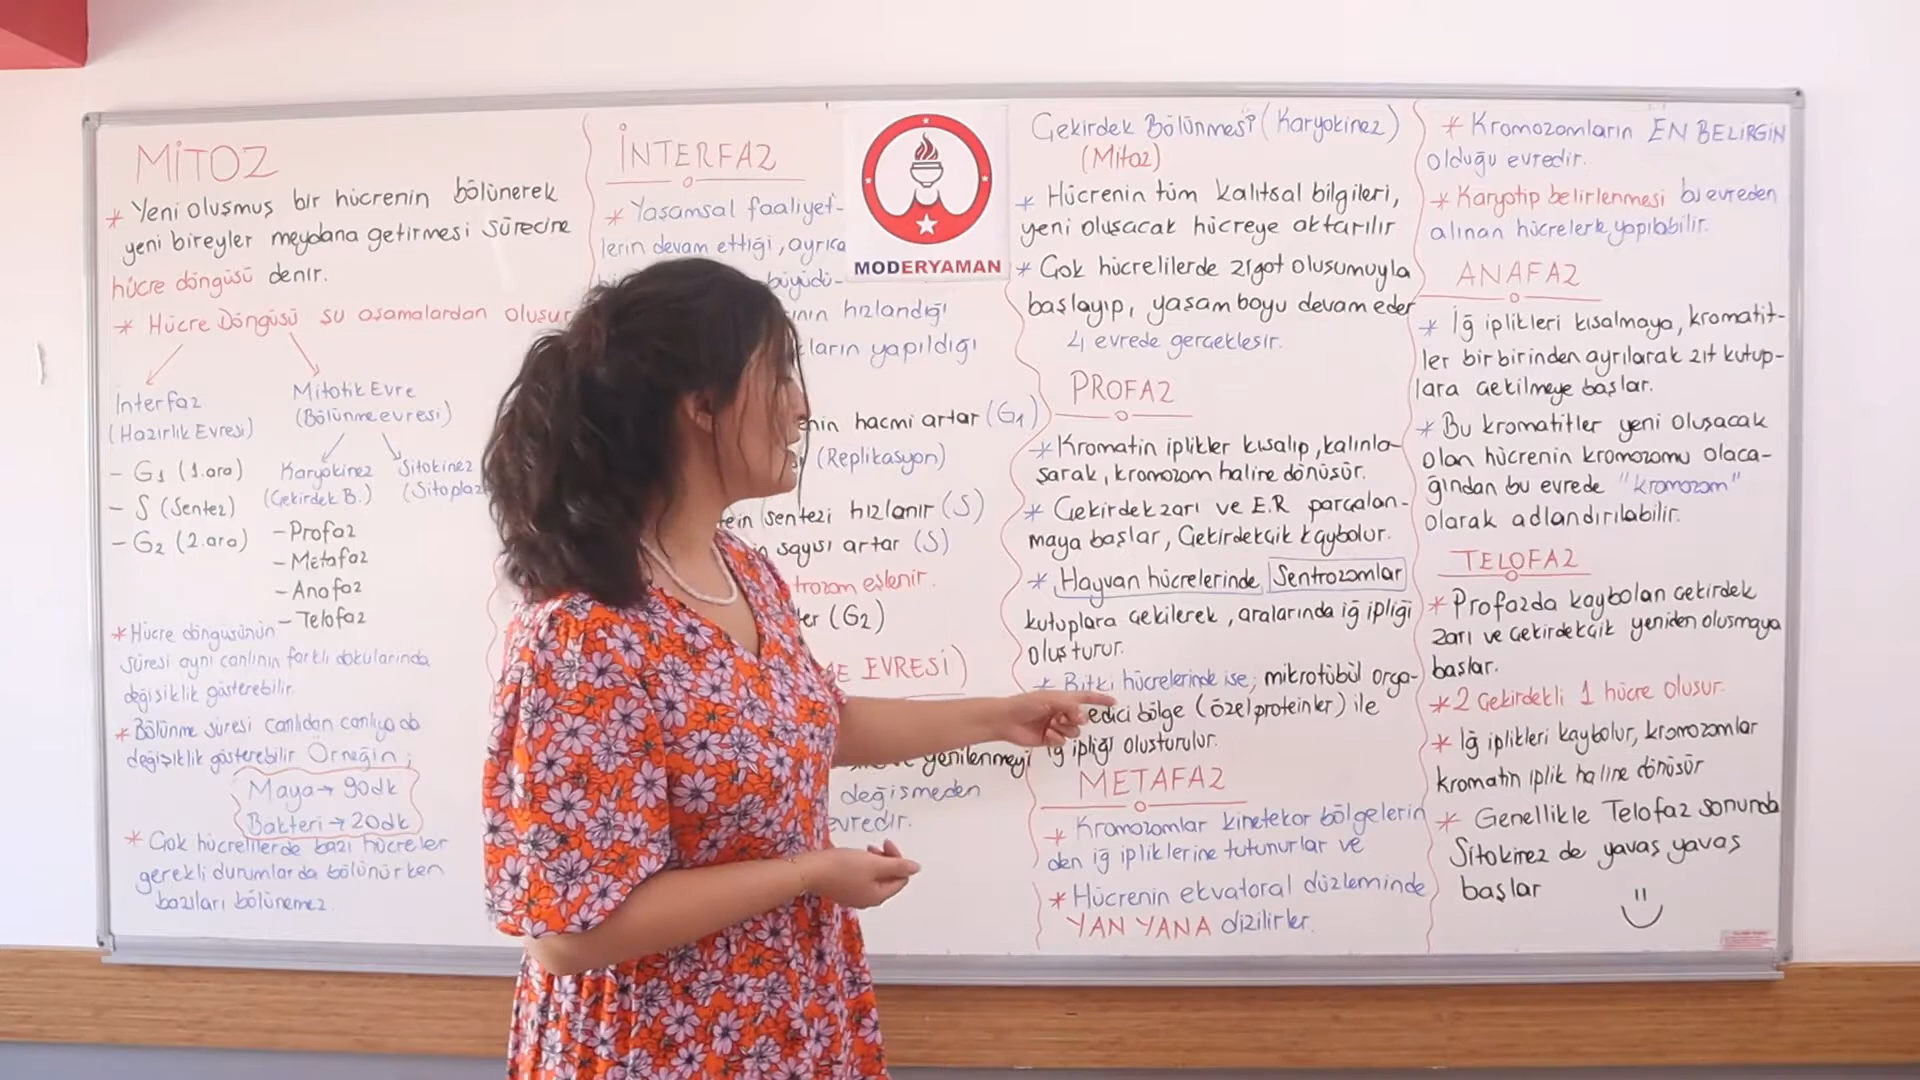 MİTOZ
* Yeni oluşmuş bir hücrenin bölünerek
yeni bireyler meydana getirmesi sürecine
hücre döngüsü denir.
* Hücre Döngüsü şu aşamalardan oluşur
İnterfaz
(Hazırlık Evresi)
- G1 (1.ara)
- S (Sentez)
- G2 (2.ara)
Mitotik Evre
(Bölünme evresi)
Karyokinez
(Çekirdek B.)
- Profaz
- Metafaz
- Anafaz
- Telofaz
Sitokinez
(Sitoplaz
* Hücre döngüsünün
süresi aynı canlının farklı dokularında
değişiklik gösterebilir.
* Bölünme süresi canlıdan canlıya da
değişiklik gösterebilir Örneğin;
Maya → 90dk
Bakteri → 20dk
* Çok hücrelilerde bazı hücreler
gerekli durumlarda bölünürken
bazıları bölünemez.
İNTERFAZ
* Yaşamsal faaliyet-
lerin devam ettiği, ayrıca
büyüdü-
hızlandığı
ların yapıldığı
hacmi artar (G1)
(Replikasyon)
sentezi hızlanır (S)
sayısı artar (S)
eşlenir.
(G2)
EVRESİ)
yenilenmeyi
değişmeden
evredir.
MODERYAMAN
Çekirdek Bölünmesi (Karyokinez)
(Mitoz)
* Hücrenin tüm kalıtsal bilgileri,
yeni oluşacak hücreye aktarılır
* Çok hücrelilerde zigot oluşumuyla
başlayıp, yaşam boyu devam eder
4 evrede gerçekleşir.
PROFAZ
* Kromatin iplikler kısalıp, kalınla-
şarak, kromozom haline dönüşür.
* Çekirdek zarı ve E.R parçalan-
maya başlar, Çekirdekçik kaybolur.
* Hayvan hücrelerinde Sentrozomlar
kutuplara çekilerek, aralarında iğ ipliği
oluşturur.
* Bitki hücrelerinde ise; mikrotübül orga-
edici bölge (özel proteinler) ile
iğ ipliği oluşturulur.
METAFAZ
* Kromozomlar kinetekor bölgelerin
den iğ ipliklerine tutunurlar ve
* Hücrenin ekvatoral düzleminde
YAN YANA dizilirler.
* Kromozomların EN BELİRGİN
olduğu evredir.
* Karyotip belirlenmesi bu evreden
alınan hücrelerle yapılabilir.
ANAFAZ
* İğ iplikleri kısalmaya, kromatit-
ler birbirinden ayrılarak zıt kutup-
lara çekilmeye başlar.
* Bu kromatitler yeni oluşacak
olan hücrenin kromozomu olaca-
ğından bu evrede "kromozom"
olarak adlandırılabilir.
TELOFAZ
* Profazda kaybolan çekirdek
zarı ve çekirdekçik yeniden oluşmaya
başlar.
* 2 Çekirdekli 1 hücre oluşur.
* İğ iplikleri kaybolur, kromozomlar
kromatin iplik haline dönüşür
* Genellikle Telofaz sonunda
Sitokinez de yavaş yavaş
başlar